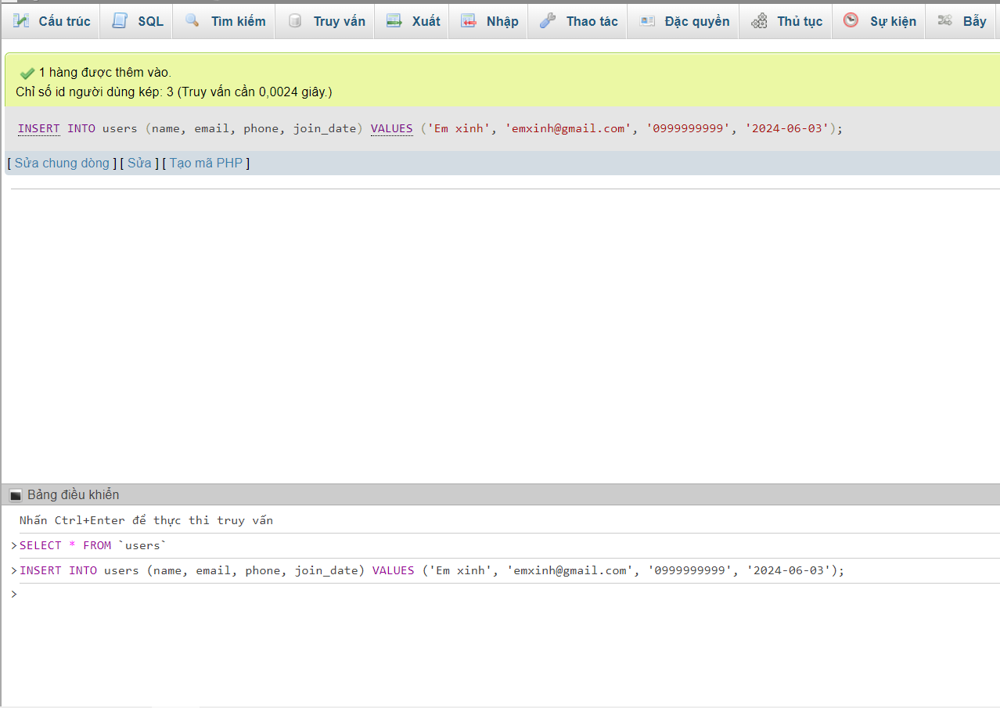 Cấu trúc SQL Tìm kiếm Truy vấn Xuất Nhập Thao tác Đặc quyền Thủ tục Sự kiện Bẫy
1 hàng được thêm vào.
Chỉ số id người dùng kép: 3 (Truy vấn cần 0,0024 giây.)
INSERT INTO users (name, email, phone, join_date) VALUES ('Em xinh', 'emxinh@gmail.com', '0999999999', '2024-06-03');
[ Sửa chung dòng ] [ Sửa ] [ Tạo mã PHP ]
Bảng điều khiển
Nhấn Ctrl+Enter để thực thi truy vấn
>SELECT * FROM `users`
>INSERT INTO users (name, email, phone, join_date) VALUES ('Em xinh', 'emxinh@gmail.com', '0999999999', '2024-06-03');
>